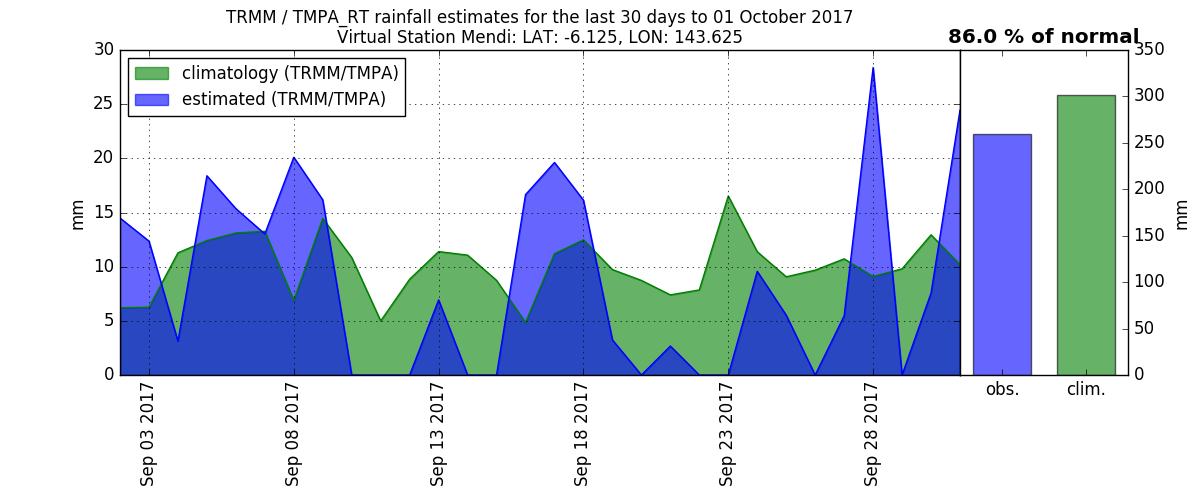 TRMM / TMPA_RT rainfall estimates for the last 30 days to 01 October 2017
Virtual Station Mendi: LAT: -6.125, LON: 143.625
86.0 % of normal
climatology (TRMM/TMPA)
estimated (TRMM/TMPA)
30
25
20
15
10
5
0
mm
Sep 03 2017
Sep 08 2017
Sep 13 2017
Sep 18 2017
Sep 23 2017
Sep 28 2017
obs.
clim.
350
300
250
200
150
100
50
0
mm